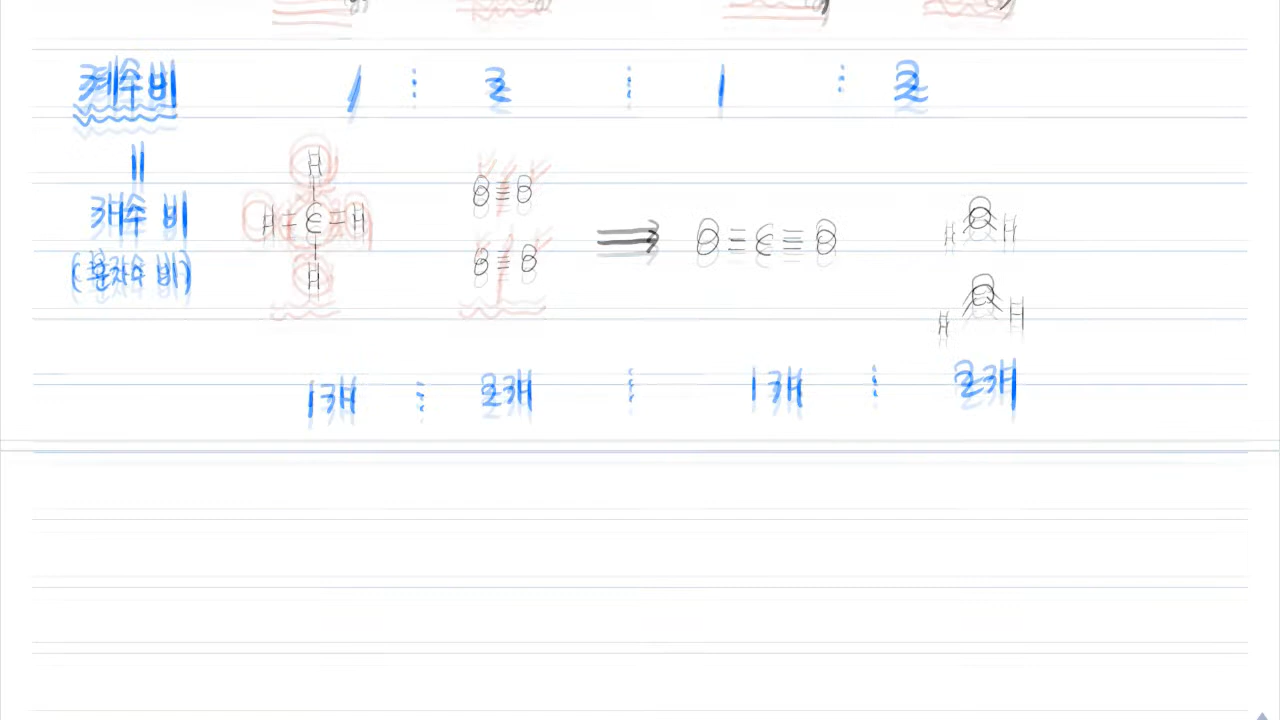 계수비 1 : 2 : 1 : 2
=
H
개수 비 H - C - H O = O ⇒ O = C = O O H H
(분자수 비) H O = O O H H
1개 : 2개 : 1개 : 2개